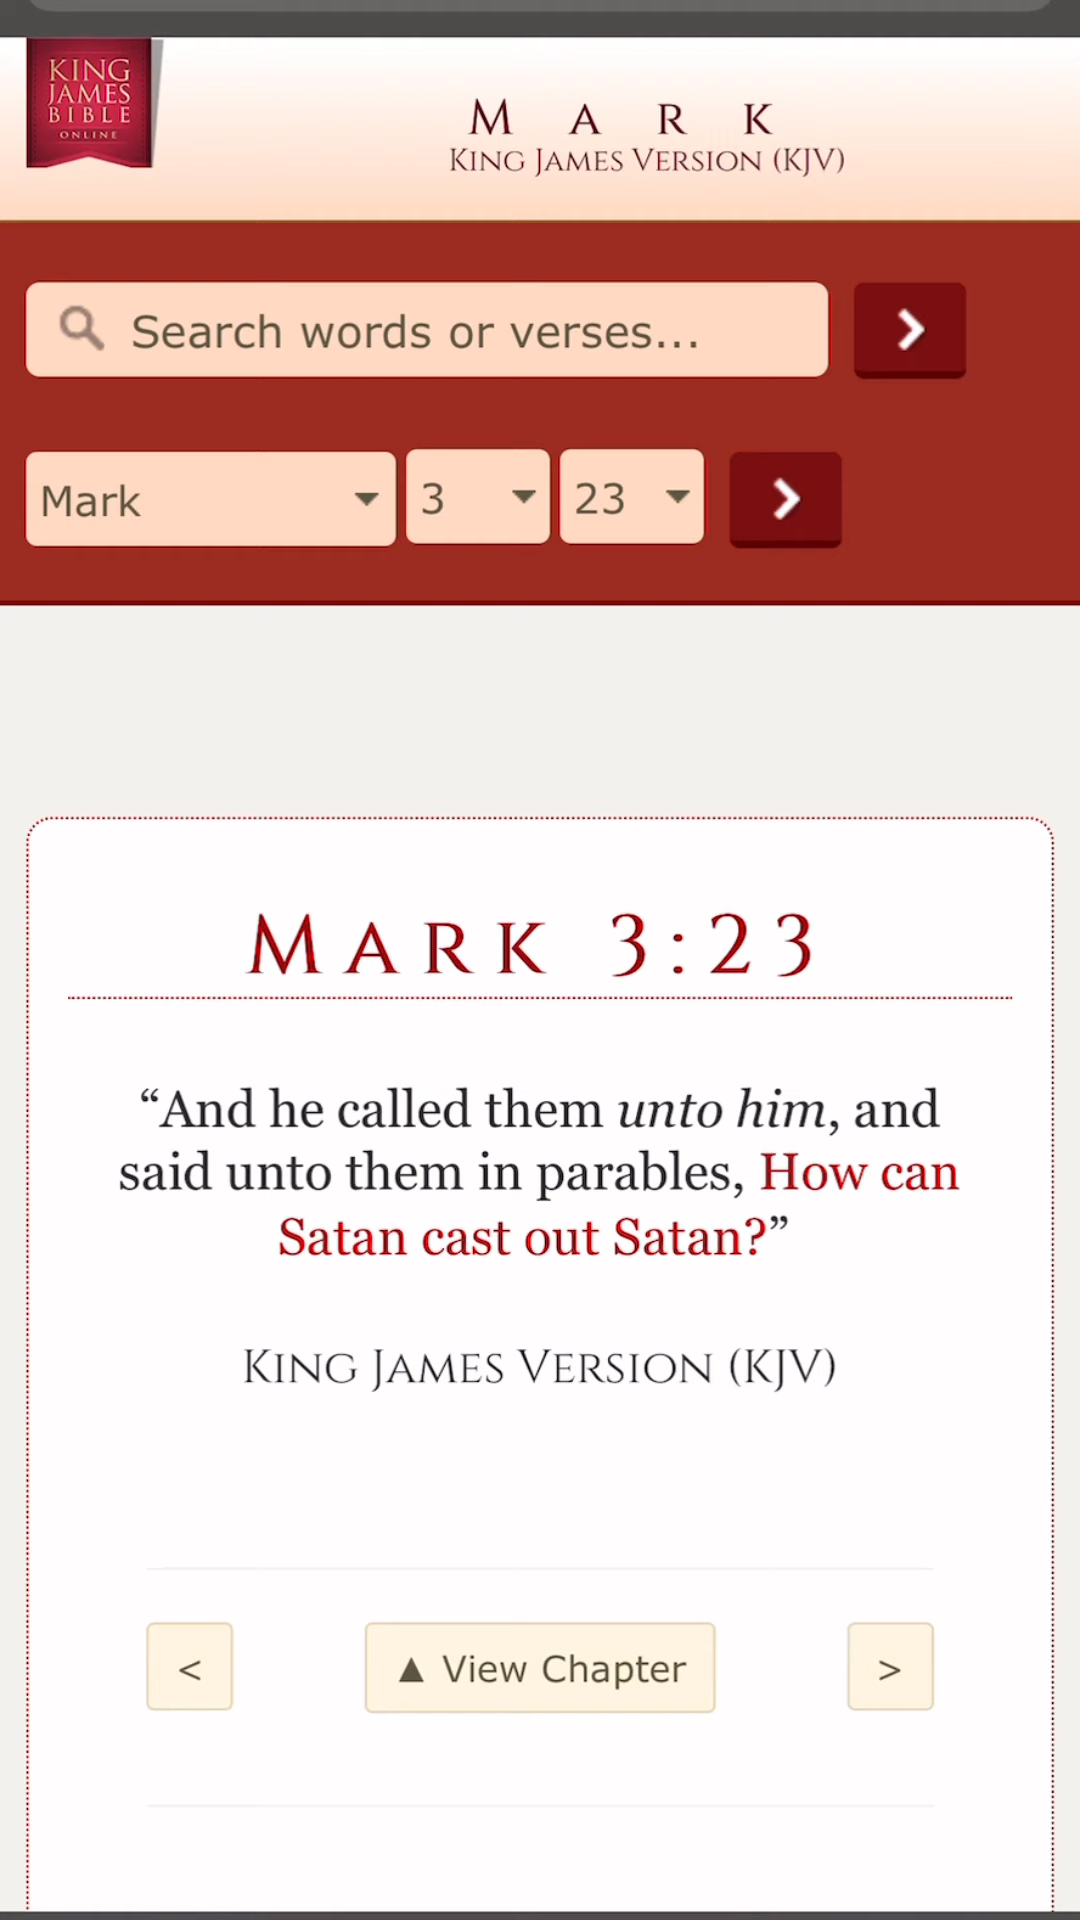 KING
JAMES
BIBLE
ONLINE
MARK
KING JAMES VERSION (KJV)
Search words or verses...
Mark 3 23
MARK 3:23
“And he called them unto him, and
said unto them in parables, How can
Satan cast out Satan?”
KING JAMES VERSION (KJV)
< ▲ View Chapter >